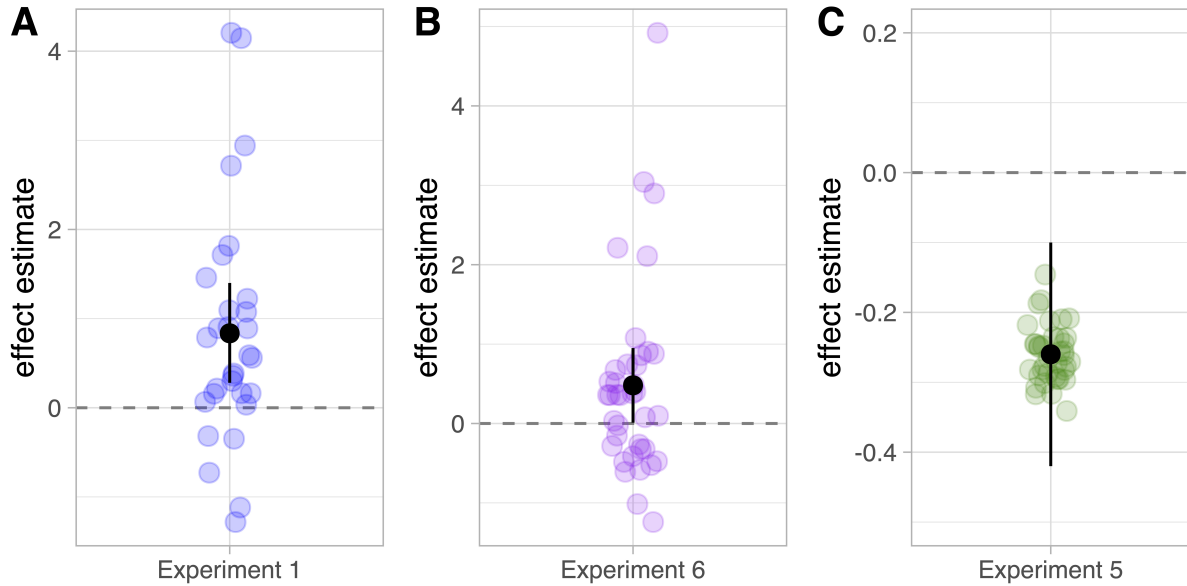 A
effect estimate
4
2
0
Experiment 1
B
effect estimate
4
2
0
Experiment 6
C
effect estimate
0.2
0.0
-0.2
-0.4
Experiment 5